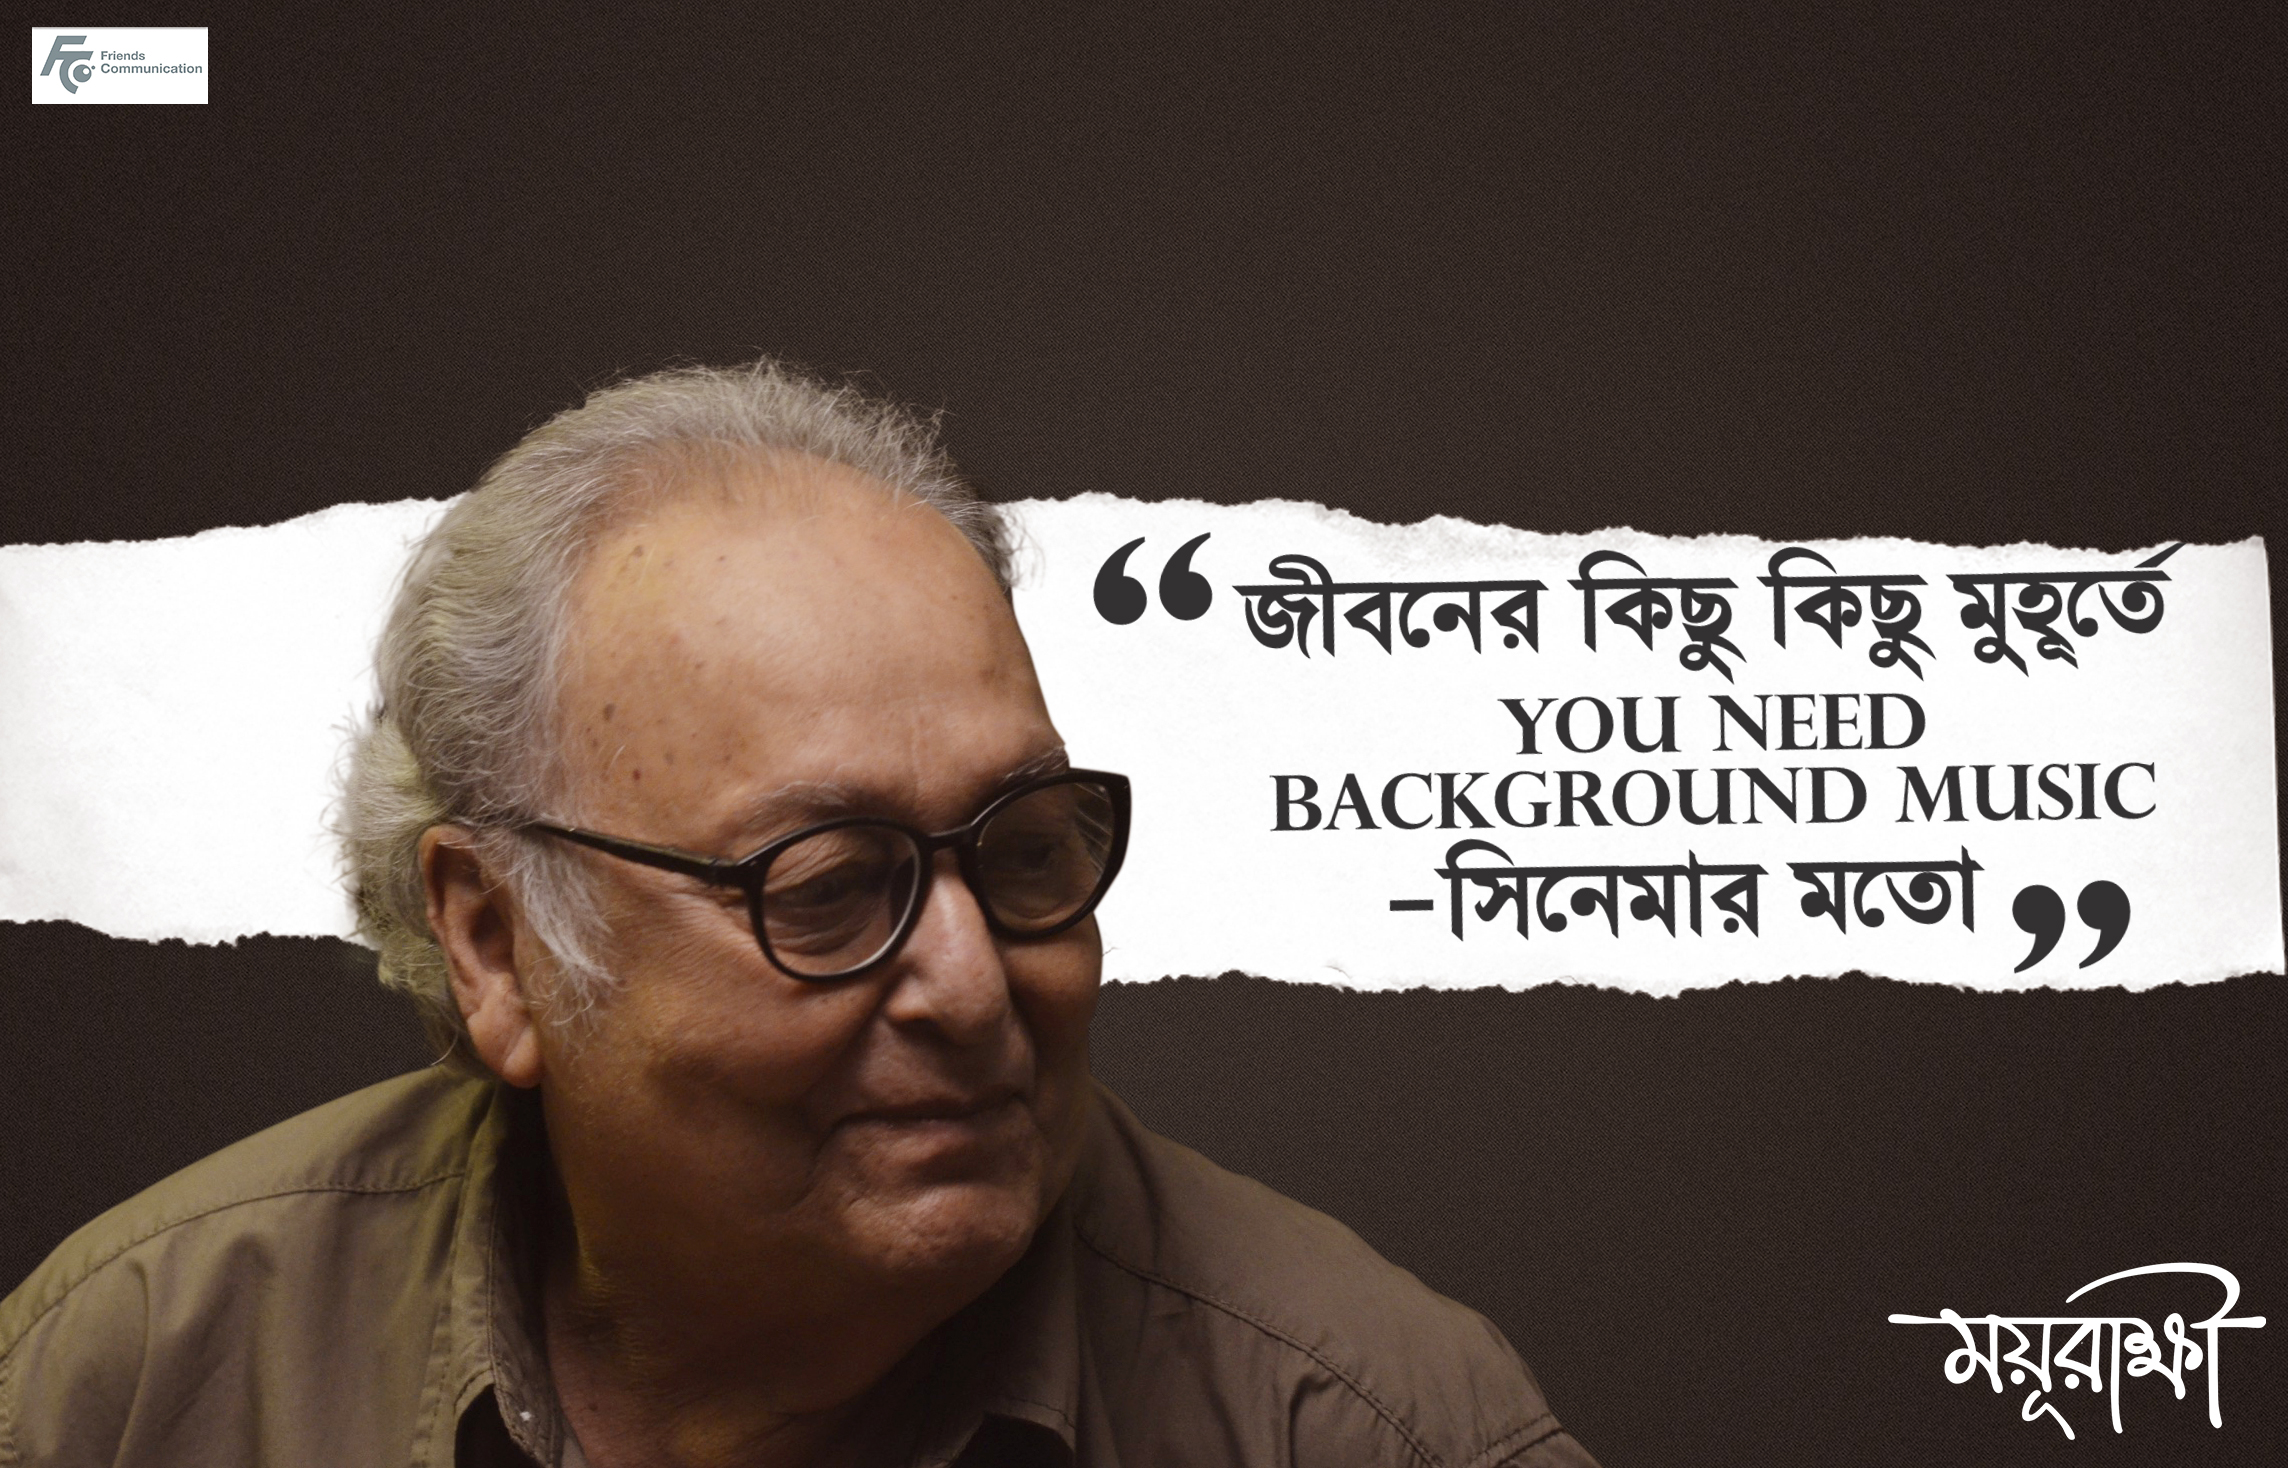 Friends
Communication
“জীবনের কিছু কিছু মুহূর্তে
YOU NEED
BACKGROUND MUSIC
–সিনেমার মতো”
ময়ূরাক্ষী